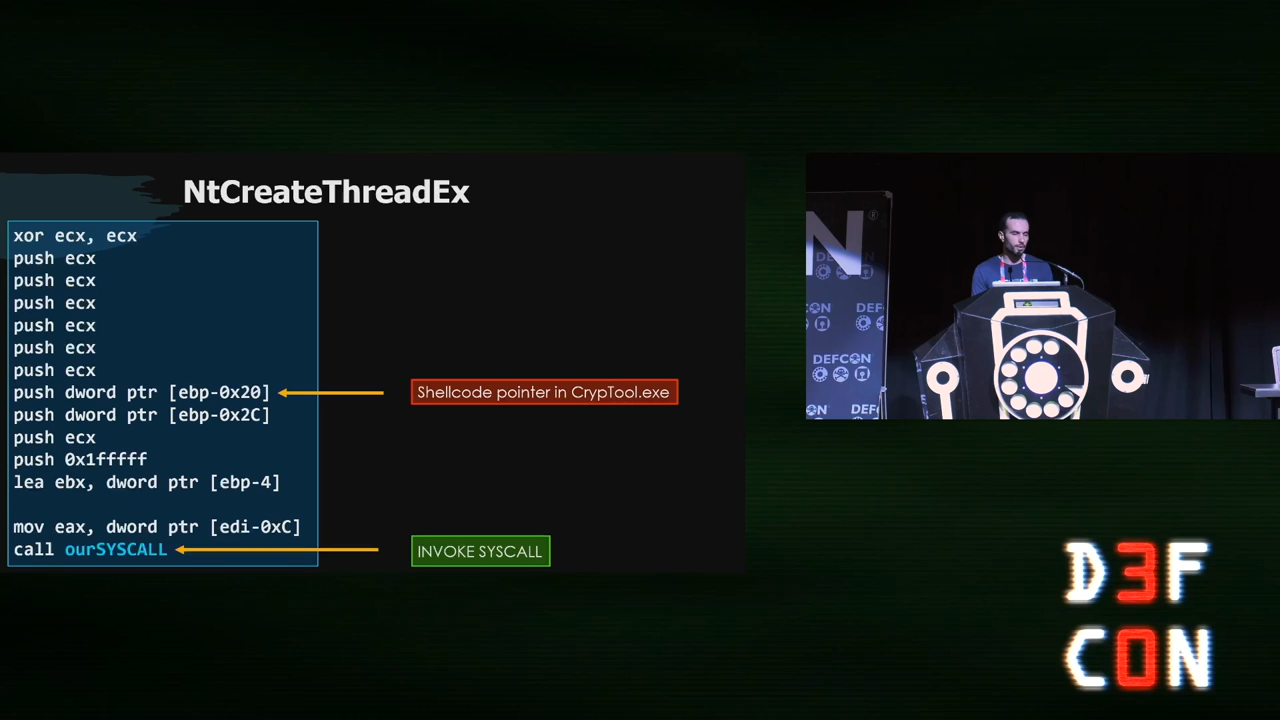 NtCreateThreadEx
xor ecx, ecx
push ecx
push ecx
push ecx
push ecx
push ecx
push ecx
push dword ptr [ebp-0x20]
push dword ptr [ebp-0x2C]
push ecx
push 0x1fffff
lea ebx, dword ptr [ebp-4]
mov eax, dword ptr [edi-0xC]
call ourSYSCALL
Shellcode pointer in CrypTool.exe
INVOKE SYSCALL
N®
DEFCON
DEF
DEFCON
D3F
C0N